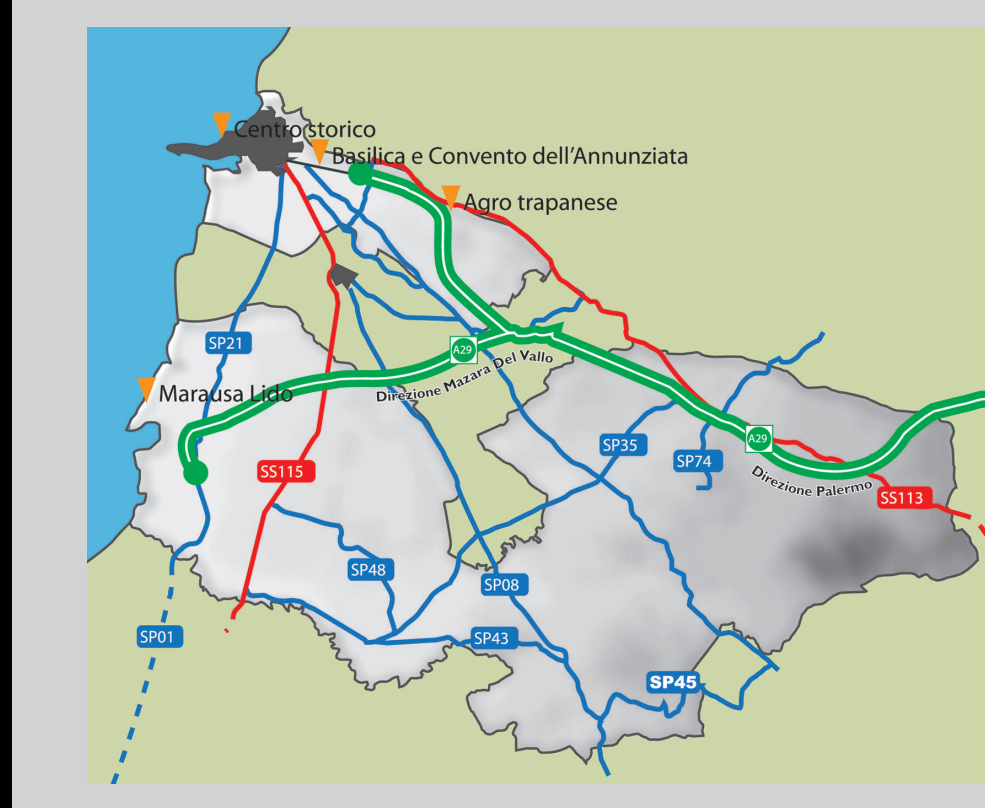 Centro storico
Basilica e Convento dell'Annunziata
Agro trapanese
SP21
A29
Direzione Mazara Del Vallo
Marausa Lido
SP35
A29
SP74
SS115
Direzione Palermo
SS113
SP48
SP08
SP01
SP43
SP45